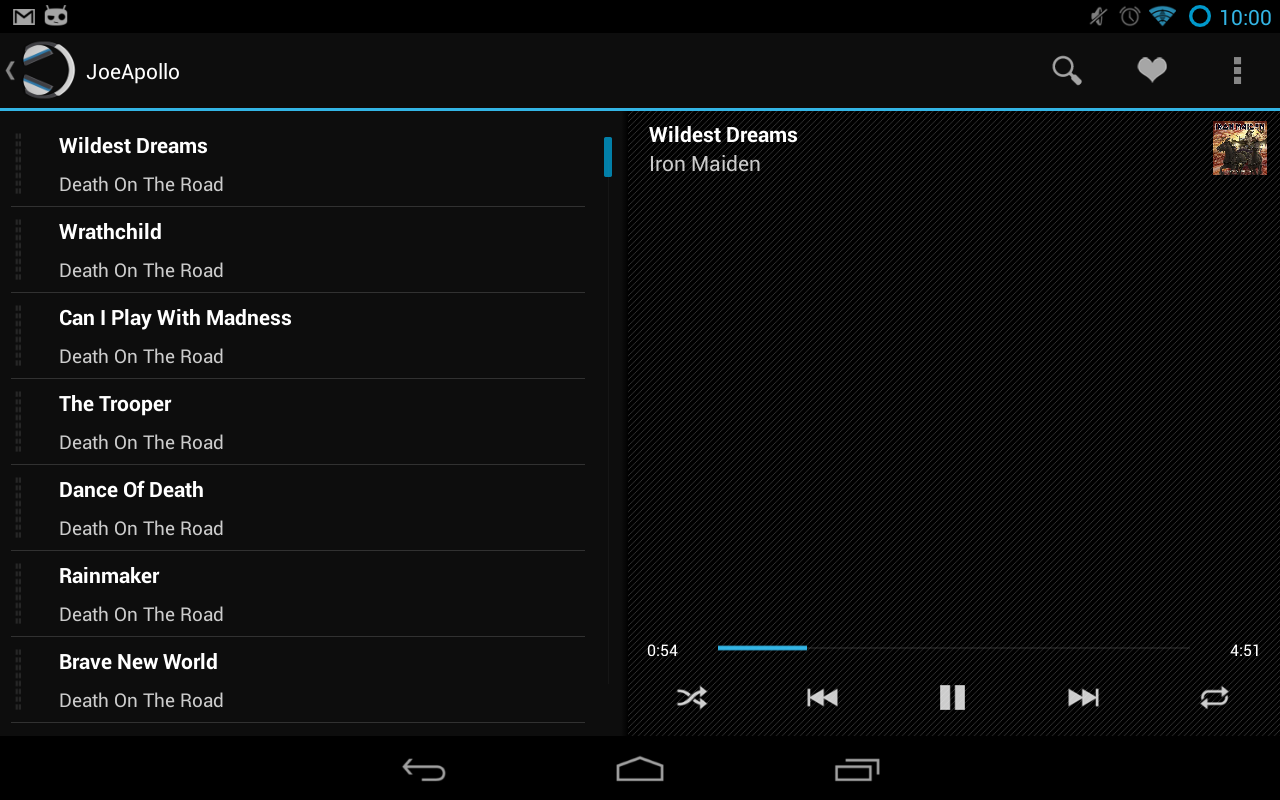 10:00
JoeApollo
Wildest Dreams
Death On The Road
Wrathchild
Death On The Road
Can I Play With Madness
Death On The Road
The Trooper
Death On The Road
Dance Of Death
Death On The Road
Rainmaker
Death On The Road
Brave New World
Death On The Road
Wildest Dreams
Iron Maiden
0:54
4:51